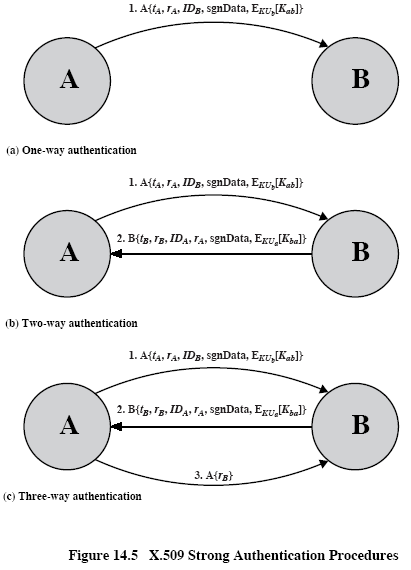 1. A{tA, rA, IDB, sgnData, EKUb[Kab]}
A B
(a) One-way authentication
1. A{tA, rA, IDB, sgnData, EKUb[Kab]}
2. B{tB, rB, IDA, rA, sgnData, EKUa[Kba]}
A B
(b) Two-way authentication
1. A{tA, rA, IDB, sgnData, EKUb[Kab]}
2. B{tB, rB, IDA, rA, sgnData, EKUa[Kba]}
A B
3. A{rB}
(c) Three-way authentication
Figure 14.5 X.509 Strong Authentication Procedures